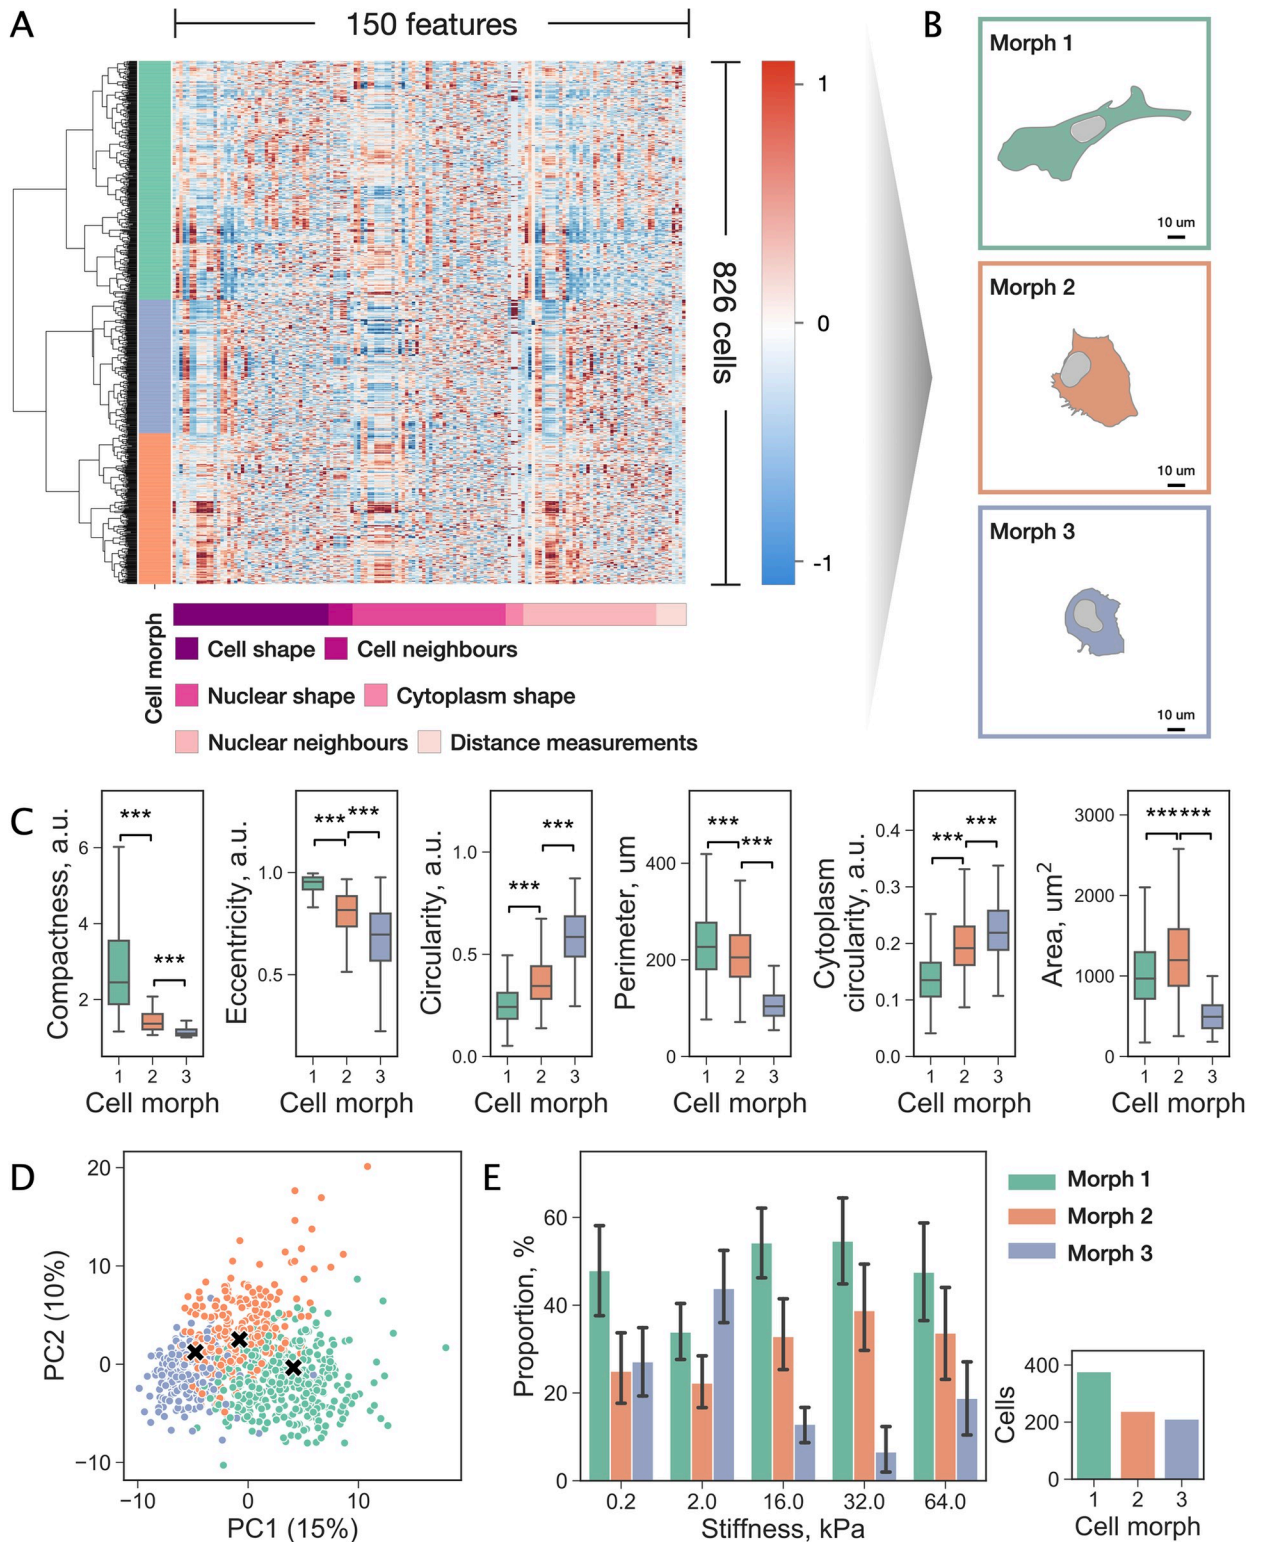 A
150 features
1
0
-1
826 cells
Cell morph
Cell shape
Cell neighbours
Nuclear shape
Cytoplasm shape
Nuclear neighbours
Distance measurements
B
Morph 1
10 um
Morph 2
10 um
Morph 3
10 um
C
Compactness, a.u.
6
4
2
***
***
1 2 3
Cell morph
Eccentricity, a.u.
1.0
0.5
***
***
1 2 3
Cell morph
Circularity, a.u.
1.0
0.5
0.0
***
***
1 2 3
Cell morph
Perimeter, um
400
200
0
***
***
1 2 3
Cell morph
Cytoplasm
circularity, a.u.
0.4
0.3
0.2
0.1
0.0
***
***
1 2 3
Cell morph
Area, um²
3000
2000
1000
0
***
***
1 2 3
Cell morph
D
PC2 (10%)
20
10
0
−10
−10 0 10
PC1 (15%)
E
Proportion, %
60
40
20
0
0.2 2.0 16.0 32.0 64.0
Stiffness, kPa
Morph 1
Morph 2
Morph 3
Cells
400
200
0
1 2 3
Cell morph